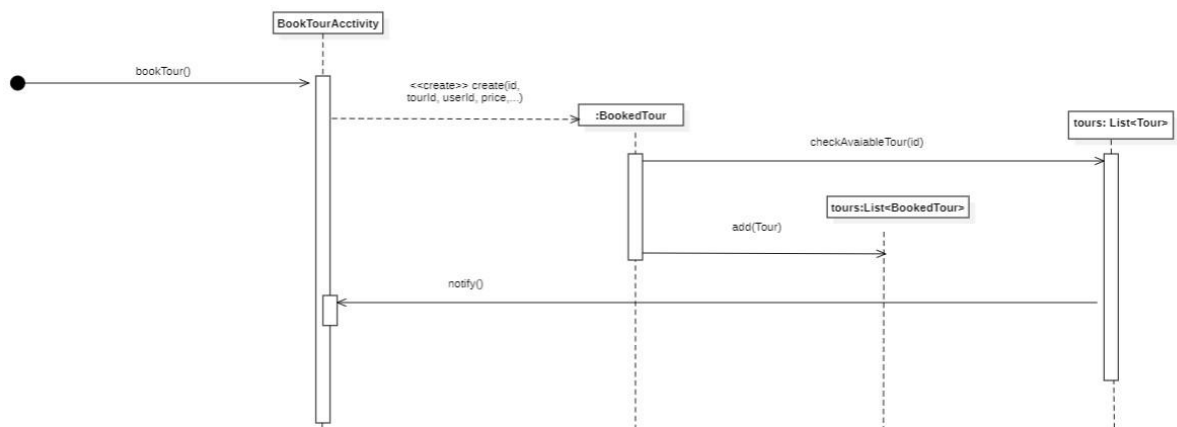 BookTourAcctivity
bookTour()
<<create>> create(id,
tourId, userId, price,...)
:BookedTour
tours: List<Tour>
checkAvaiableTour(id)
tours:List<BookedTour>
add(Tour)
notify()